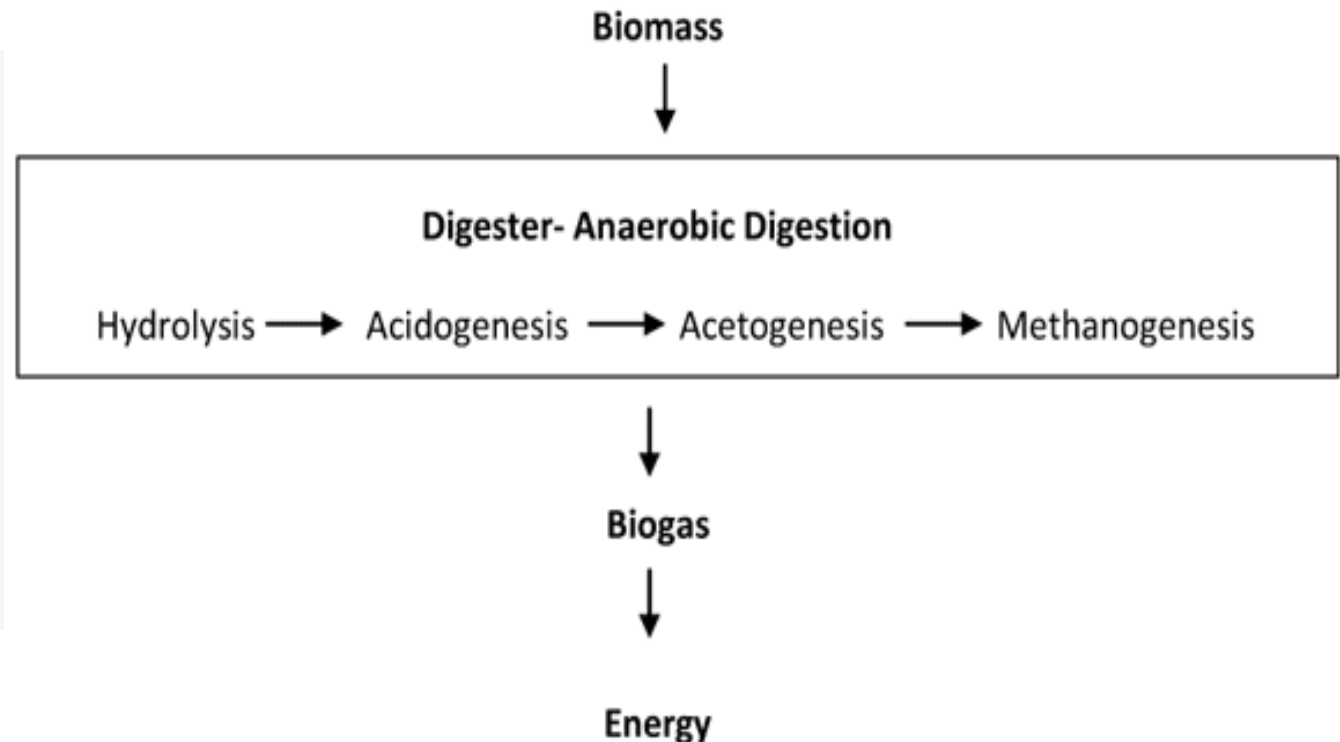 Biomass
Digester- Anaerobic Digestion
Hydrolysis Acidogenesis Acetogenesis Methanogenesis
Biogas
Energy